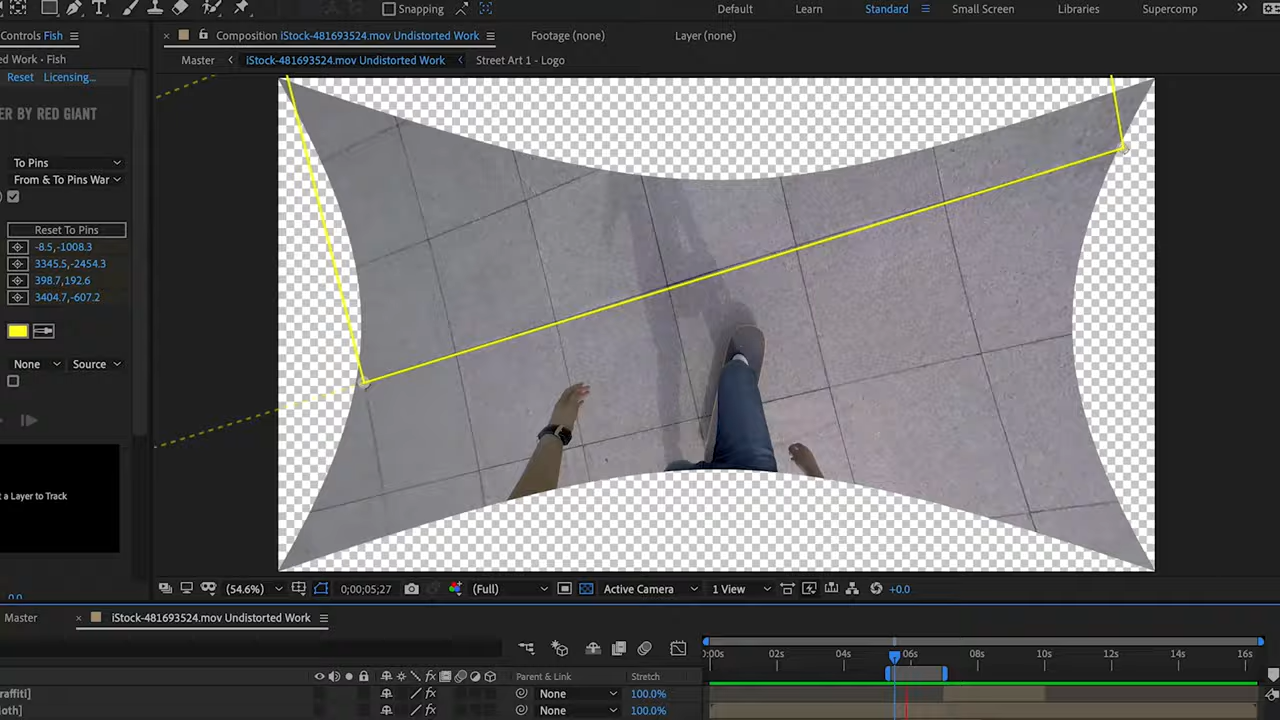 Snapping
Default
Learn
Standard
Small Screen
Libraries
Supercomp
Controls Fish
Composition iStock-481693524.mov Undistorted Work
Footage (none)
Layer (none)
ed Work • Fish
Master
iStock-481693524.mov Undistorted Work
Street Art 1 - Logo
Reset Licensing...
ER BY RED GIANT
To Pins
From & To Pins War
Reset To Pins
-8.5,-1008.3
3345.5,-2454.3
398.7,192.6
3404.7,-607.2
None
Source
t a Layer to Track
0.0
(54.6%)
0;00;05;27
(Full)
Active Camera
1 View
+0.0
Master
iStock-481693524.mov Undistorted Work
0:00s 02s 04s 06s 08s 10s 12s 14s 16s
Parent & Link
Stretch
raffiti]
None
100.0%
loth]
None
100.0%